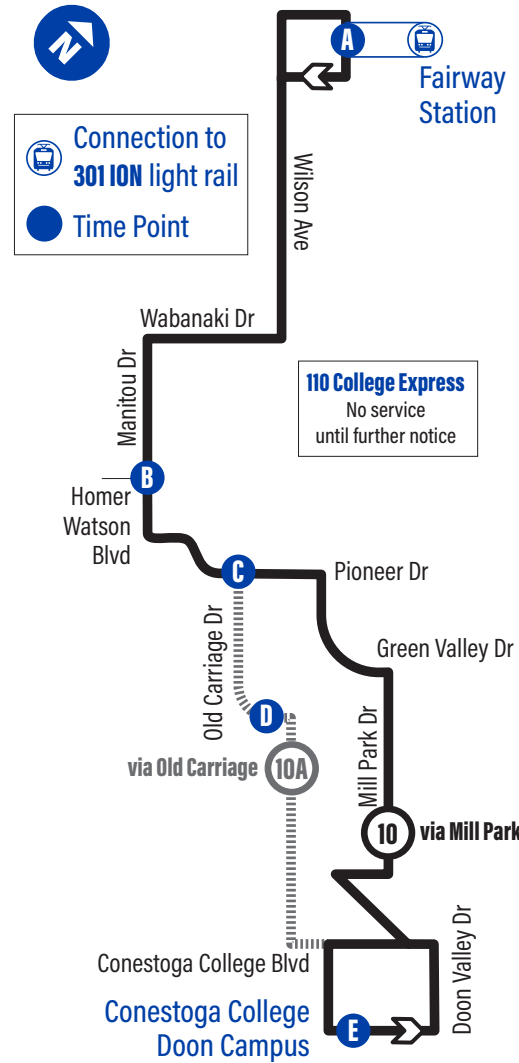 N
A
Fairway
Station
Connection to
301 ION light rail
Time Point
Wilson Ave
Wabanaki Dr
Manitou Dr
110 College Express
No service
until further notice
B
Homer
Watson
Blvd
C
Pioneer Dr
Old Carriage Dr
Green Valley Dr
D
Mill Park Dr
via Old Carriage 10A
10 via Mill Park
Conestoga College Blvd
Doon Valley Dr
Conestoga College
Doon Campus
E